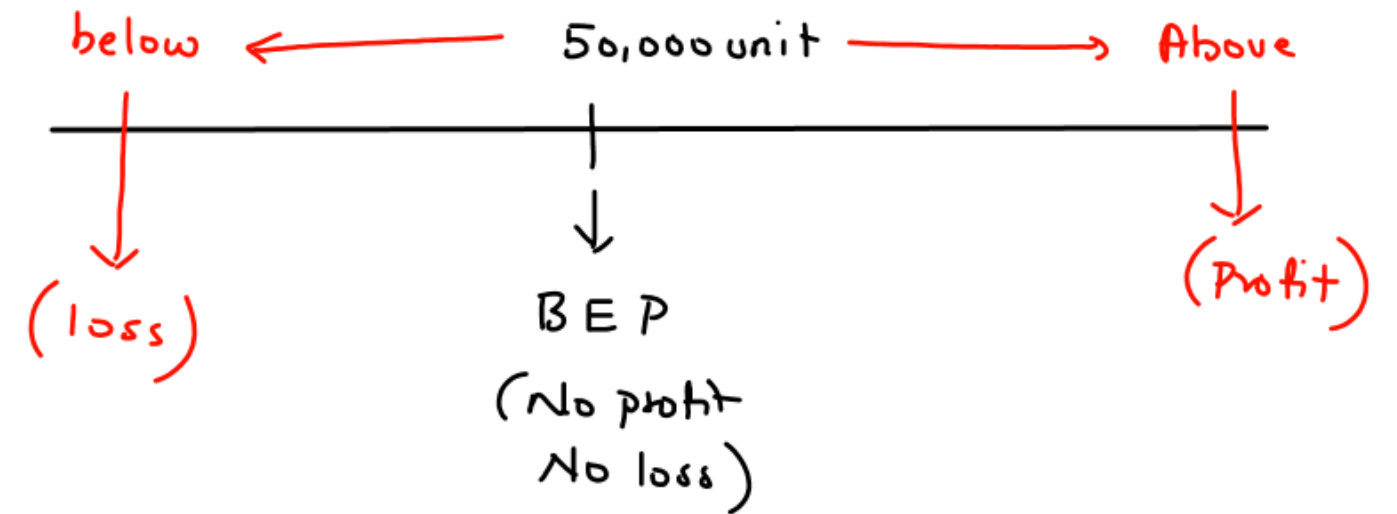 below
50,000 unit
Above
(loss)
BEP
(Profit)
(No profit
No loss)